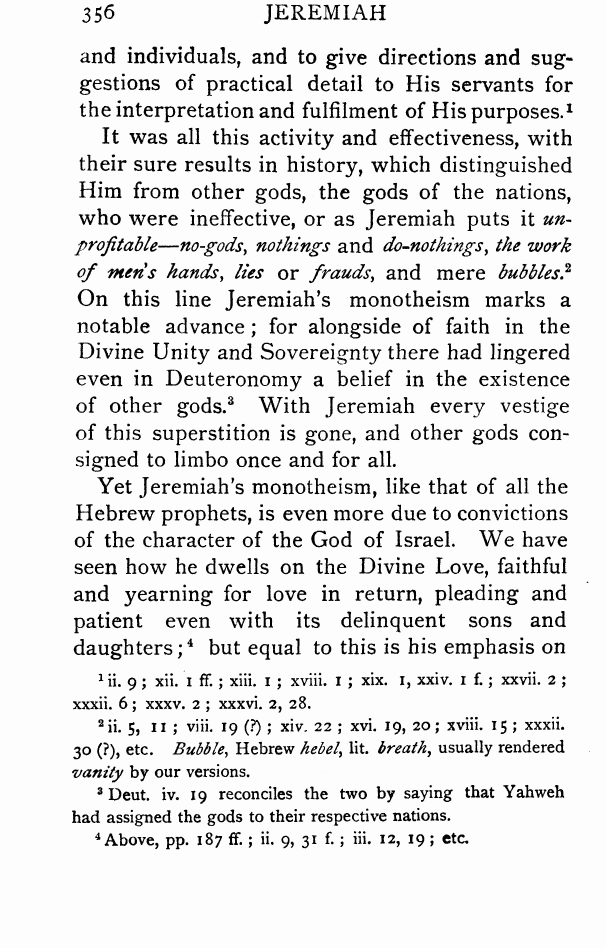 356 JEREMIAH
and individuals, and to give directions and sug-
gestions of practical detail to His servants for
the interpretation and fulfilment of His purposes.¹
It was all this activity and effectiveness, with
their sure results in history, which distinguished
Him from other gods, the gods of the nations,
who were ineffective, or as Jeremiah puts it un-
profitable—no-gods, nothings and do-nothings, the work
of men's hands, lies or frauds, and mere bubbles.²
On this line Jeremiah's monotheism marks a
notable advance; for alongside of faith in the
Divine Unity and Sovereignty there had lingered
even in Deuteronomy a belief in the existence
of other gods.³ With Jeremiah every vestige
of this superstition is gone, and other gods con-
signed to limbo once and for all.
Yet Jeremiah's monotheism, like that of all the
Hebrew prophets, is even more due to convictions
of the character of the God of Israel. We have
seen how he dwells on the Divine Love, faithful
and yearning for love in return, pleading and
patient even with its delinquent sons and
daughters;⁴ but equal to this is his emphasis on
¹ ii. 9; xii. 1 ff.; xiii. 1; xviii. 1; xix. 1, xxiv. 1 f.; xxvii. 2;
xxxii. 6; xxxv. 2; xxxvi. 2, 28.
² ii. 5, 11; viii. 19 (?); xiv. 22; xvi. 19, 20; xviii. 15; xxxii.
30 (?), etc. Bubble, Hebrew hebel, lit. breath, usually rendered
vanity by our versions.
³ Deut. iv. 19 reconciles the two by saying that Yahweh
had assigned the gods to their respective nations.
⁴ Above, pp. 187 ff.; ii. 9, 31 f.; iii. 12, 19; etc.